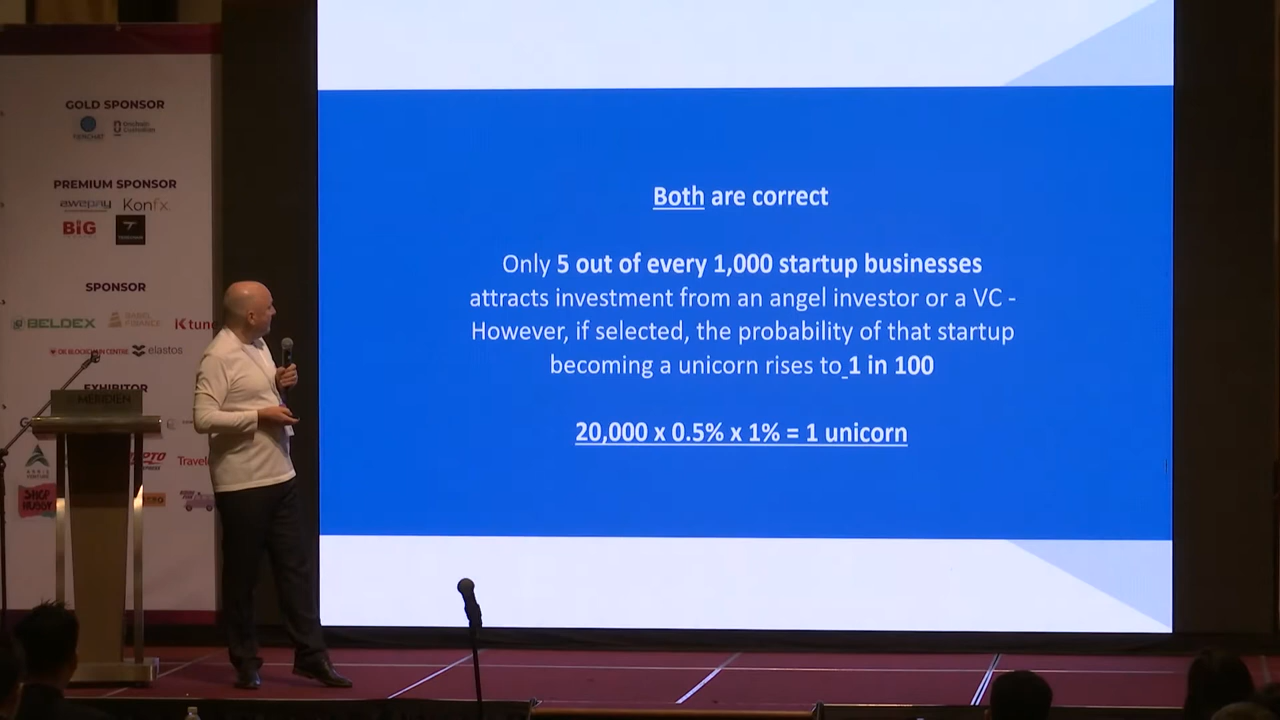 GOLD SPONSOR
PREMIUM SPONSOR
awepay Konfx
BiG
SPONSOR
BELDEX
elastos
EXHIBITOR
MERIDIEN
SHOP
Both are correct
Only 5 out of every 1,000 startup businesses
attracts investment from an angel investor or a VC -
However, if selected, the probability of that startup
becoming a unicorn rises to 1 in 100
20,000 x 0.5% x 1% = 1 unicorn